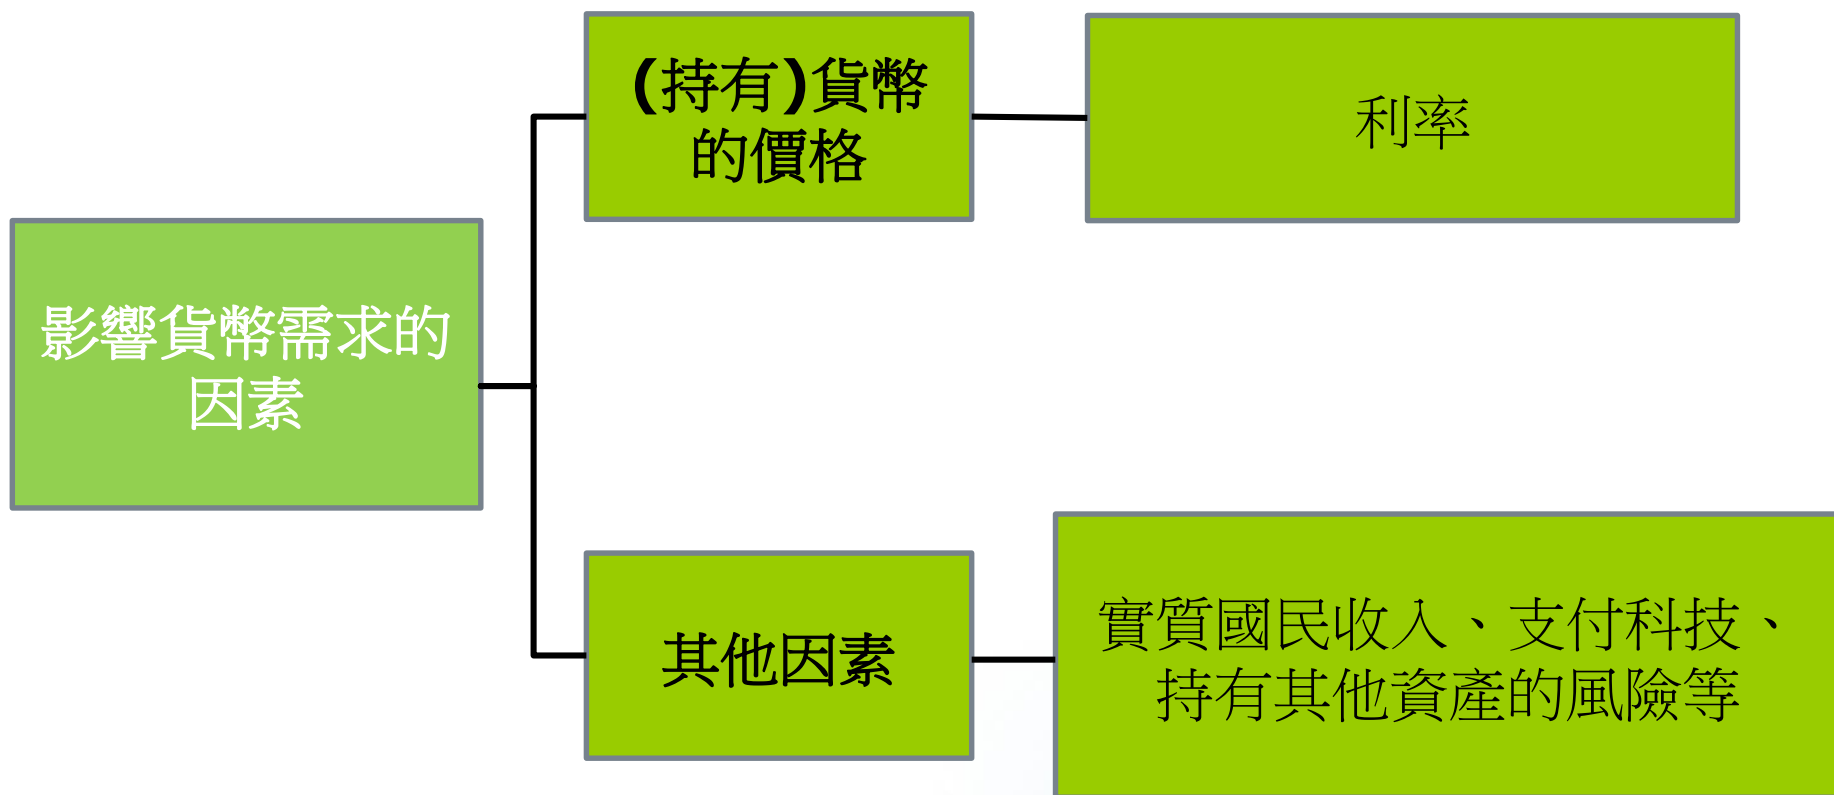 影響貨幣需求的
因素
(持有)貨幣
的價格
利率
其他因素
實質國民收入、支付科技、
持有其他資產的風險等